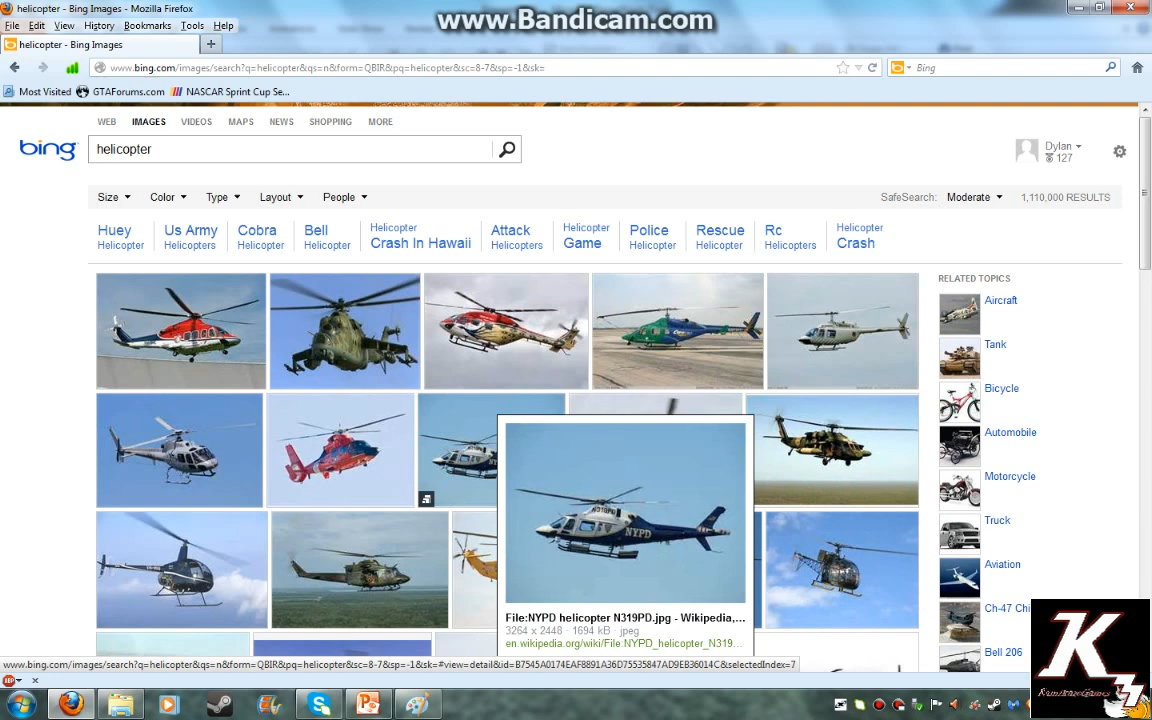 helicopter - Bing Images - Mozilla Firefox
www.Bandicam.com
File Edit View History Bookmarks Tools Help
helicopter - Bing Images
www.bing.com/images/search?q=helicopter&qs=n&form=QBIR&pq=helicopter&sc=8-7&sp=-1&sk=
Bing
Most Visited GTAForums.com NASCAR Sprint Cup Se...
WEB IMAGES VIDEOS MAPS NEWS SHOPPING MORE
bing
helicopter
Dylan
127
Size Color Type Layout People
SafeSearch: Moderate 1,110,000 RESULTS
Huey Helicopter
Us Army Helicopters
Cobra Helicopter
Bell Helicopter
Helicopter Crash In Hawaii
Attack Helicopters
Helicopter Game
Police Helicopter
Rescue Helicopter
Rc Helicopters
Helicopter Crash
RELATED TOPICS
Aircraft
Tank
Bicycle
Automobile
Motorcycle
Truck
Aviation
Ch-47 Chi
Bell 206
N319PD
NYPD
File:NYPD helicopter N319PD.jpg - Wikipedia,...
3264 x 2448 · 1694 kB · jpeg
en.wikipedia.org/wiki/File:NYPD_helicopter_N319...
www.bing.com/images/search?q=helicopter&qs=n&form=QBIR&pq=helicopter&sc=8-7&sp=-1&sk=#view=detail&id=B7545A0174EAF8891A36D75535847AD9EB36014C&selectedIndex=7
ABP